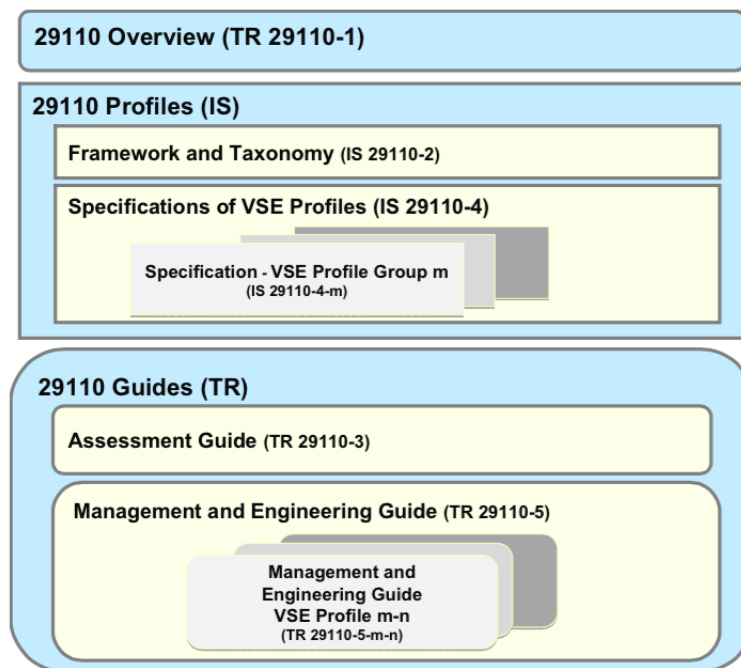 29110 Overview (TR 29110-1)
29110 Profiles (IS)
Framework and Taxonomy (IS 29110-2)
Specifications of VSE Profiles (IS 29110-4)
Specification - VSE Profile Group m
(IS 29110-4-m)
29110 Guides (TR)
Assessment Guide (TR 29110-3)
Management and Engineering Guide (TR 29110-5)
Management and
Engineering Guide
VSE Profile m-n
(TR 29110-5-m-n)